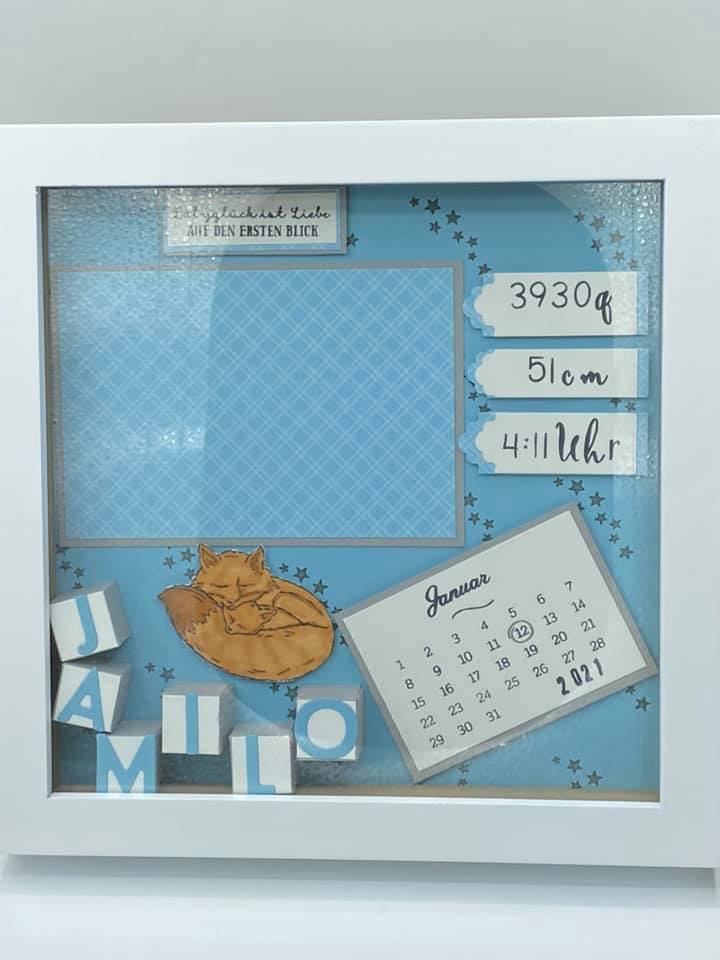 Babyglück ist Liebe
AUF DEN ERSTEN BLICK
3930g
51cm
4:11 Uhr
Januar
1 2 3 4 5 6 7
8 9 10 11 12 13 14
15 16 17 18 19 20 21
22 23 24 25 26 27 28
29 30 31
2021
JAMILO